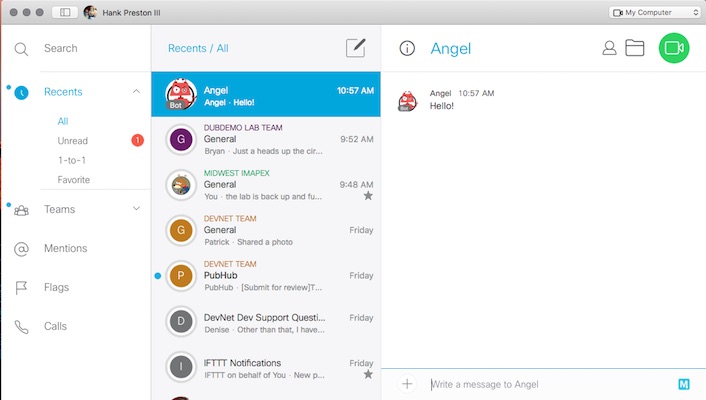 Hank Preston III
My Computer
Search
Recents
All
Unread
1
1-to-1
Favorite
Teams
Mentions
Flags
Calls
Recents / All
Angel 10:57 AM
Angel · Hello!
Bot
DUBDEMO LAB TEAM
G
General 9:52 AM
Bryan · Just a heads up the cir...
MIDWEST IMAPEX
General 9:48 AM
You · the lab is back up and fu...
DEVNET TEAM
G
General Friday
Patrick · Shared a photo
DEVNET TEAM
P
PubHub Friday
PubHub · [Submit for review]T...
D
DevNet Dev Support Questi... Friday
Denise · Other than that, I have...
I
IFTTT Notifications Friday
IFTTT on behalf of You · New p...
Angel
Angel 10:57 AM
Hello!
Write a message to Angel
M